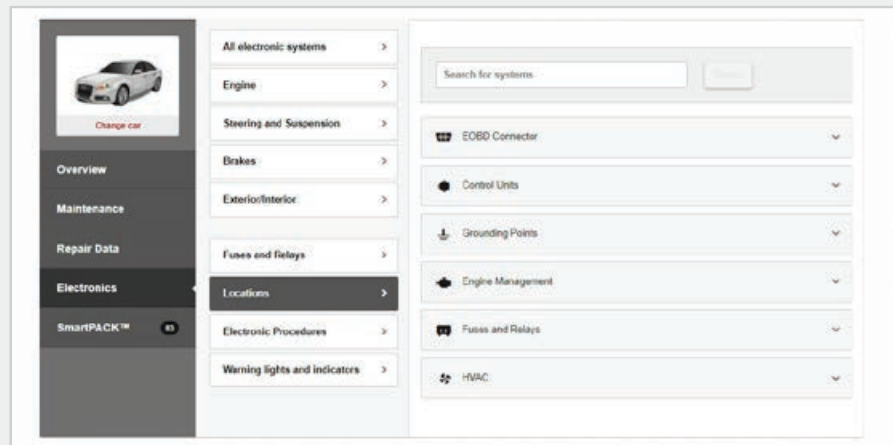 Change car
Overview
Maintenance
Repair Data
Electronics
SmartPACK™
All electronic systems
Engine
Steering and Suspension
Brakes
Exterior/Interior
Fuses and Relays
Locations
Electronic Procedures
Warning lights and indicators
Search for systems
EOBD Connector
Control Units
Grounding Points
Engine Management
Fuses and Relays
HVAC